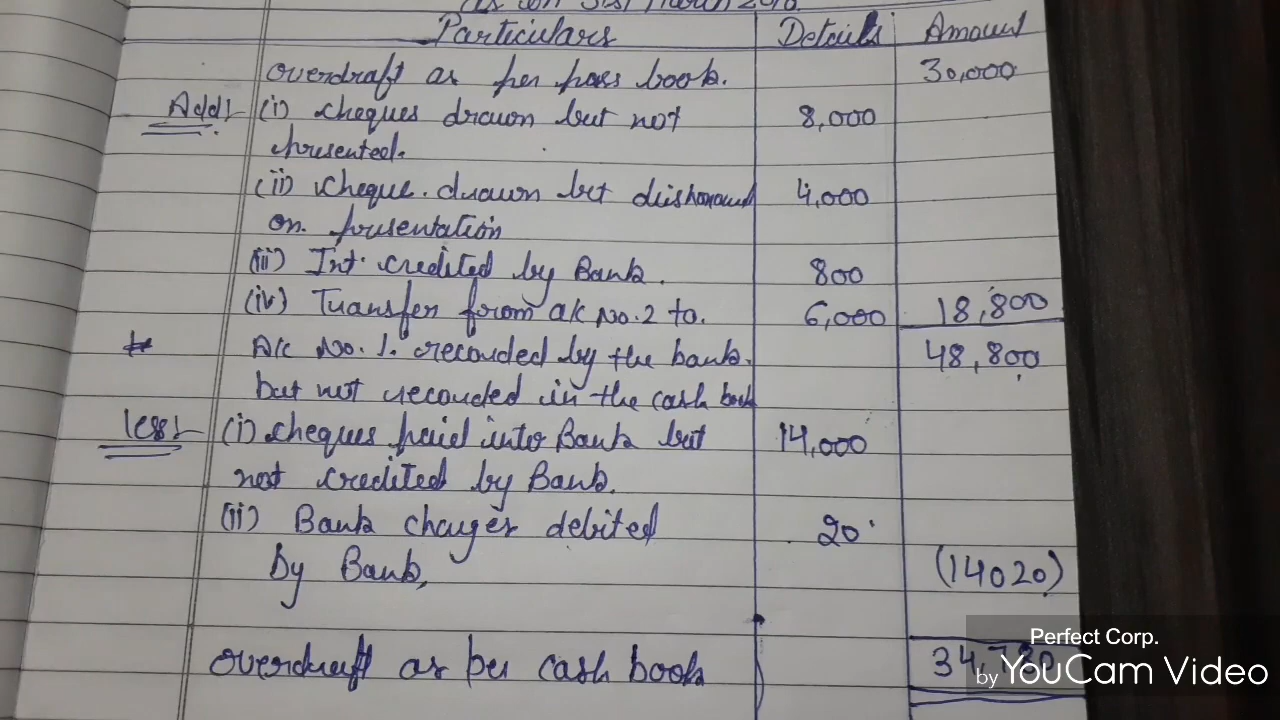 Particulars Details Amount
overdraft as per pass book. 30,000
Add! (i) cheques drawn but not 8,000
presented.
(ii) cheque. drawn but dishonoured 4,000
on. presentation
(iii) Int. credited by Bank. 800
(iv) Transfer from a/c No.2 to. 6,000 18,800
A/c No. 1. recorded by the bank. 48,800
but not recorded in the cash book
less! (i) cheques paid into Bank but 14,000
not credited by Bank.
(ii) Bank charges debited 20
by Bank, (14020)
overdraft as per cash book 34,780
Perfect Corp.
by YouCam Video